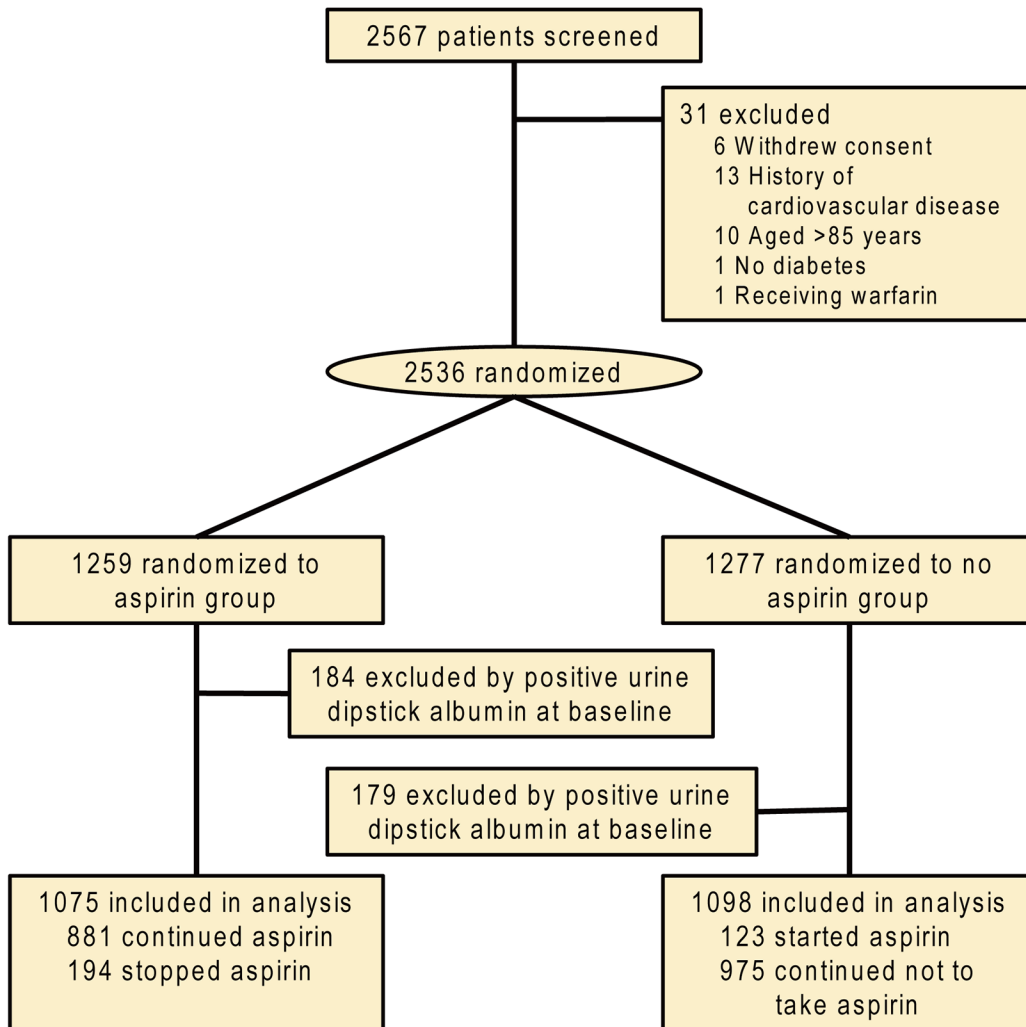 2567 patients screened
31 excluded
6 Withdrew consent
13 History of
cardiovascular disease
10 Aged >85 years
1 No diabetes
1 Receiving warfarin
2536 randomized
1259 randomized to
aspirin group
1277 randomized to no
aspirin group
184 excluded by positive urine
dipstick albumin at baseline
179 excluded by positive urine
dipstick albumin at baseline
1075 included in analysis
881 continued aspirin
194 stopped aspirin
1098 included in analysis
123 started aspirin
975 continued not to
take aspirin